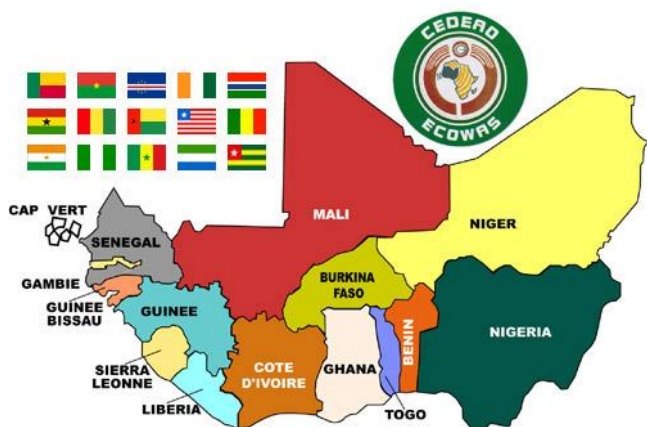 CEDEAO
ECOWAS
CAP VERT
SENEGAL
MALI
NIGER
GAMBIE
GUINEE
BISSAU
GUINEE
BURKINA
FASO
NIGERIA
BENIN
SIERRA
LEONNE
COTE
D'IVOIRE
GHANA
LIBERIA
TOGO